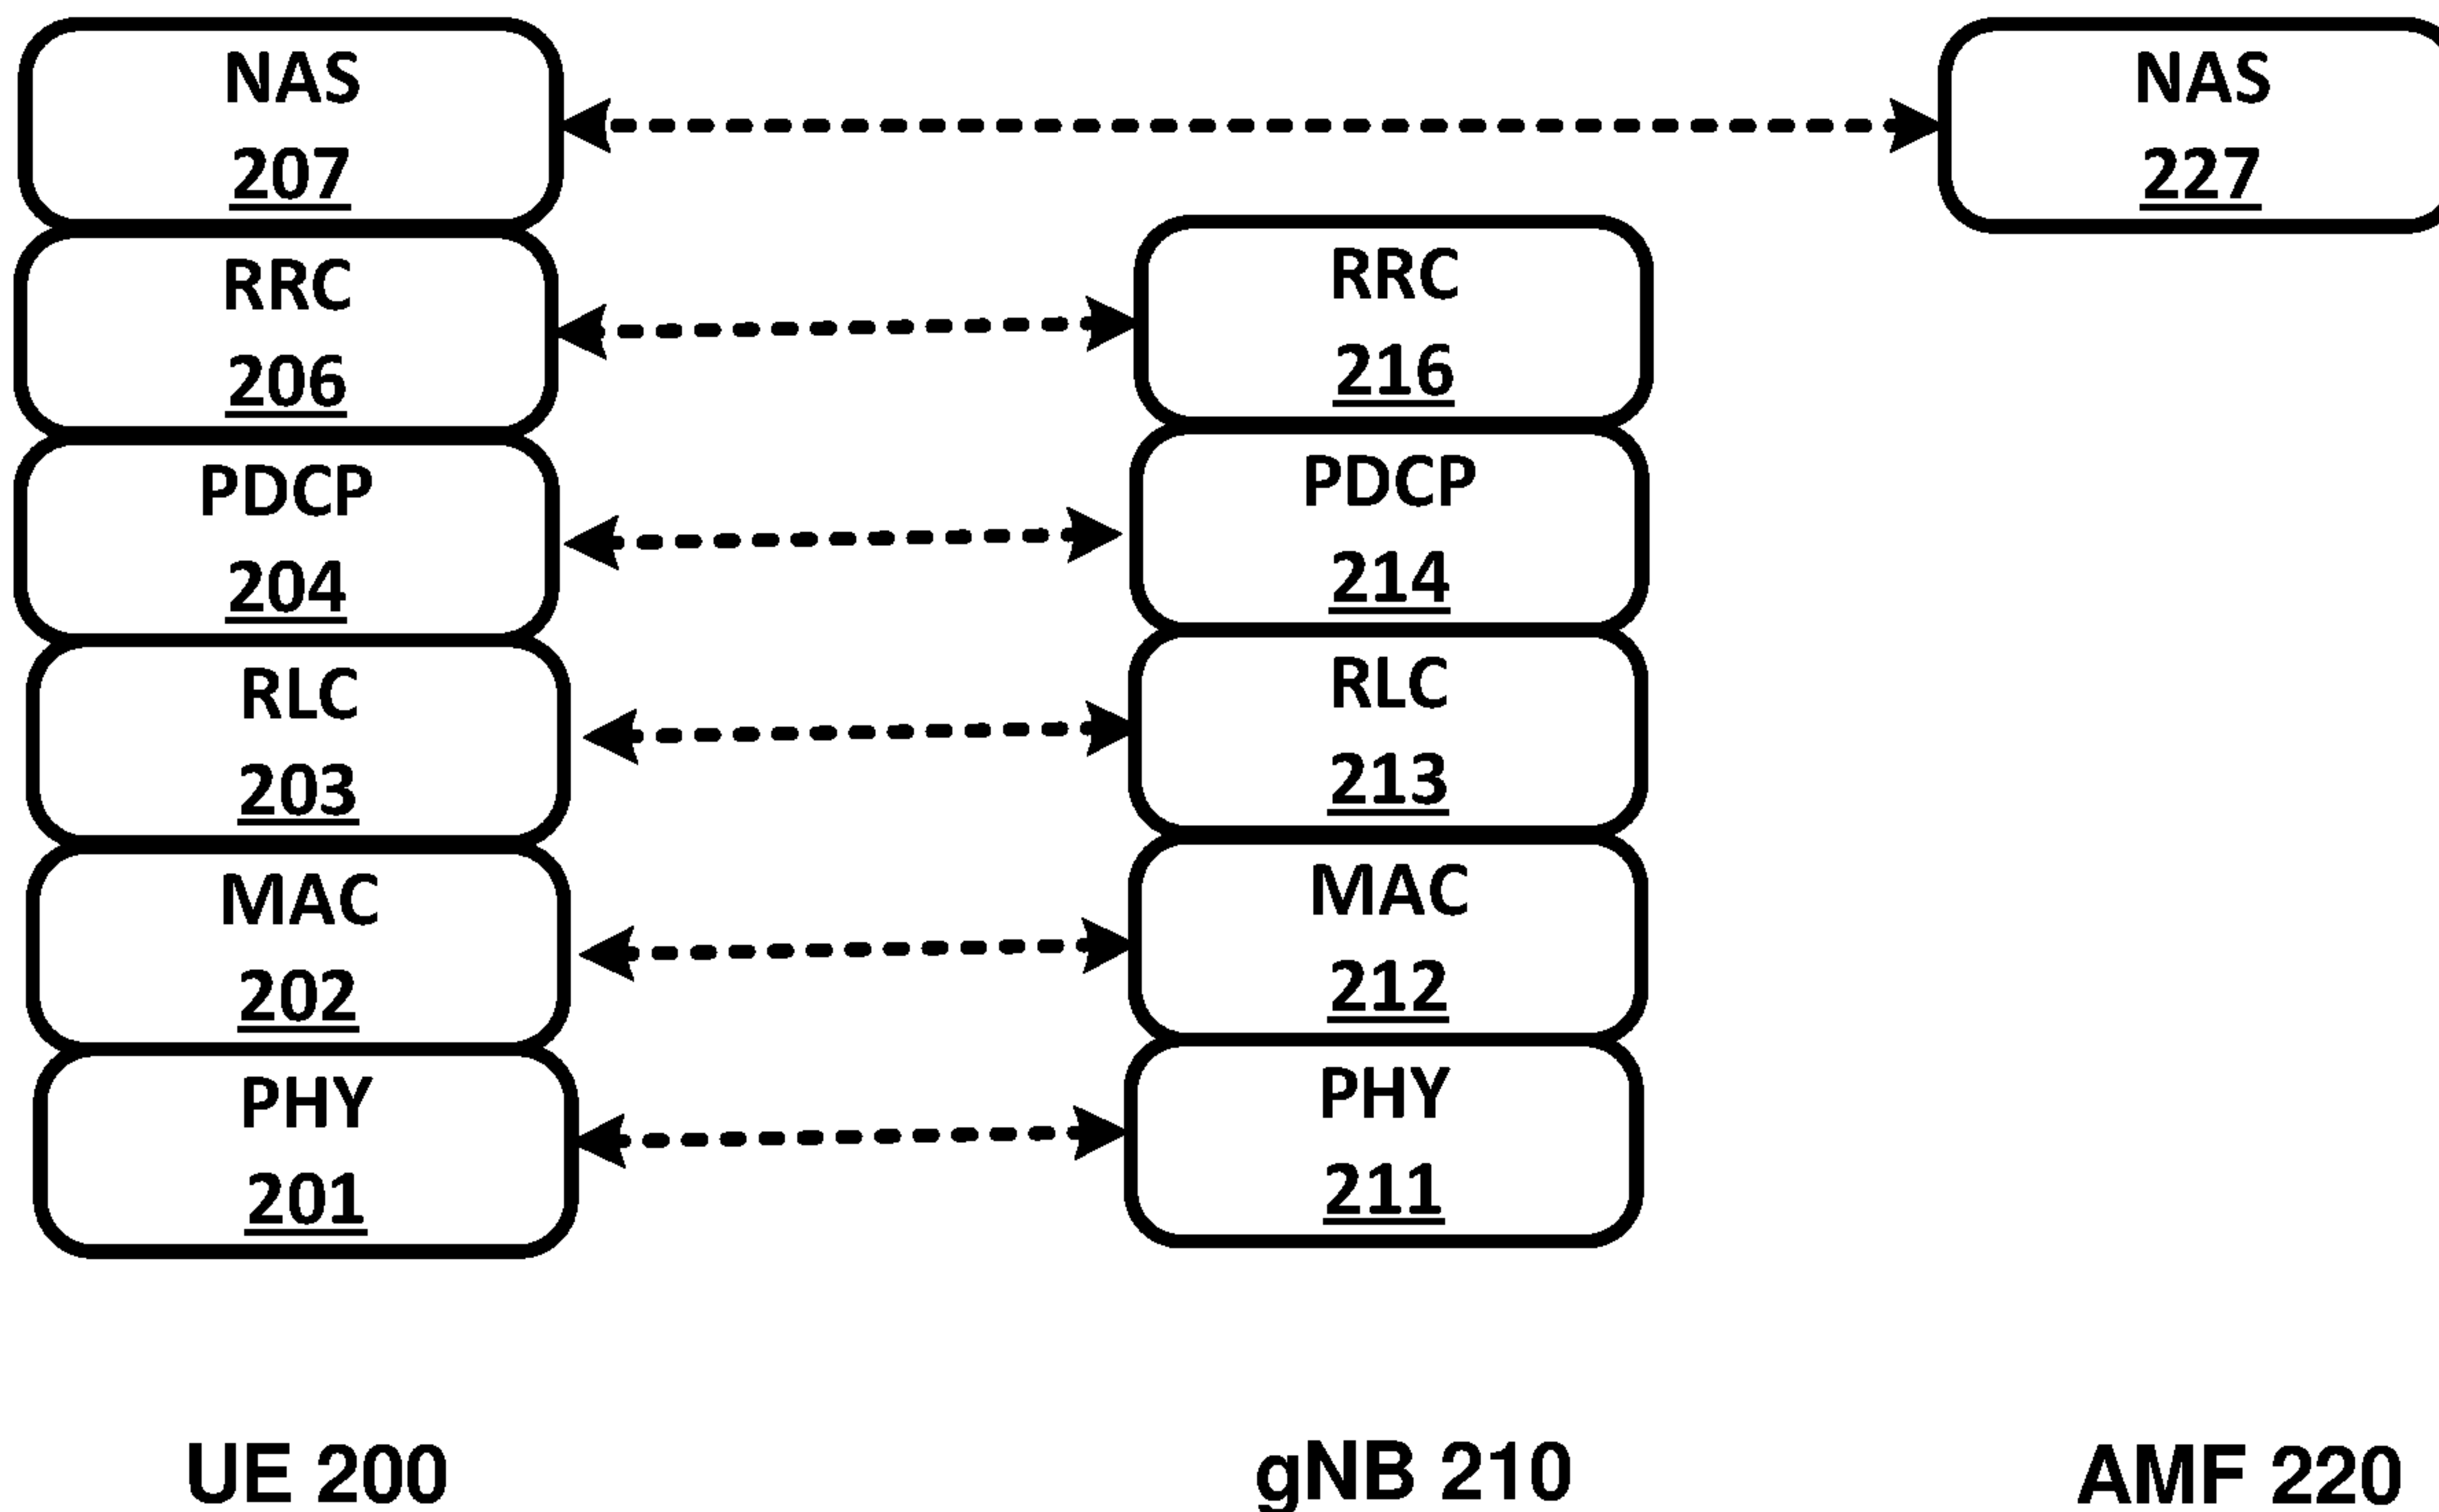 NAS
207
NAS
227
RRC
206
RRC
216
PDCP
204
PDCP
214
RLC
203
RLC
213
MAC
202
MAC
212
PHY
201
PHY
211
UE 200
gNB 210
AMF 220